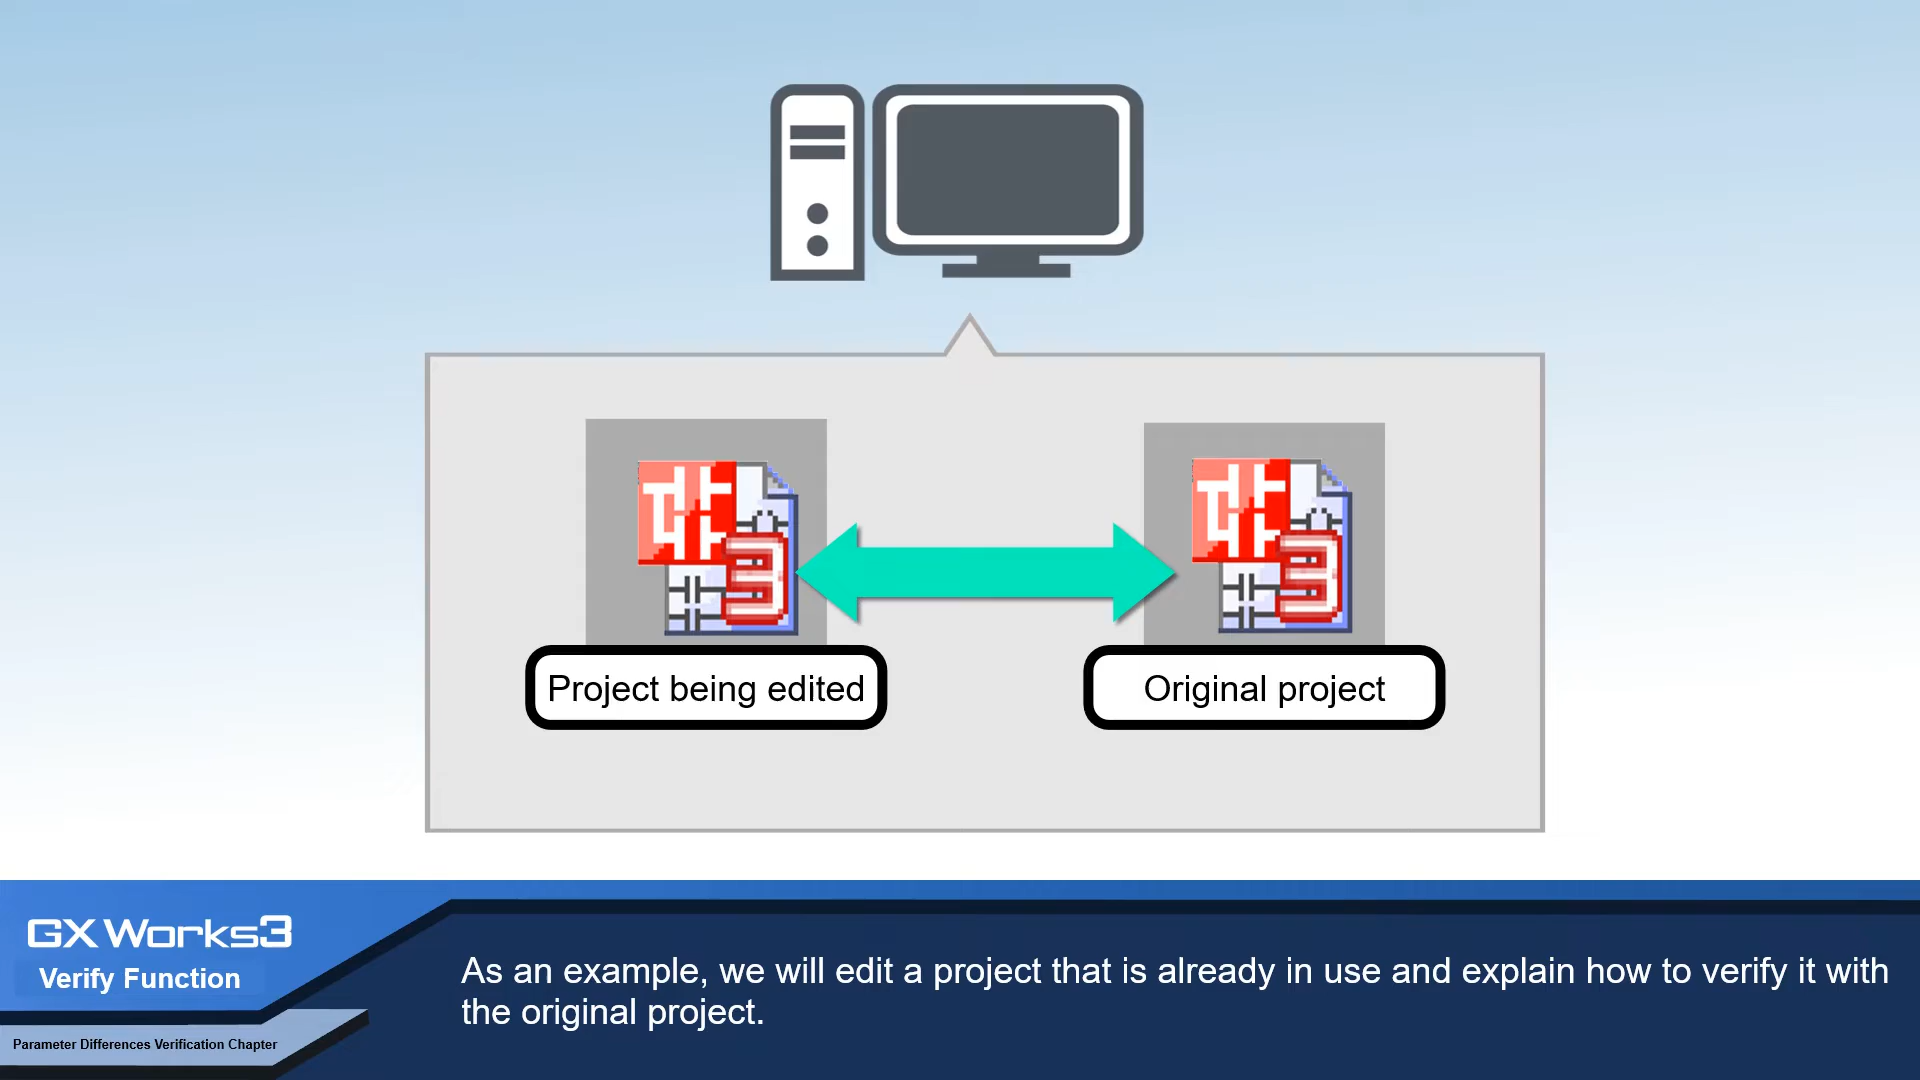 Project being edited
Original project
GX Works3
Verify Function
Parameter Differences Verification Chapter
As an example, we will edit a project that is already in use and explain how to verify it with
the original project.